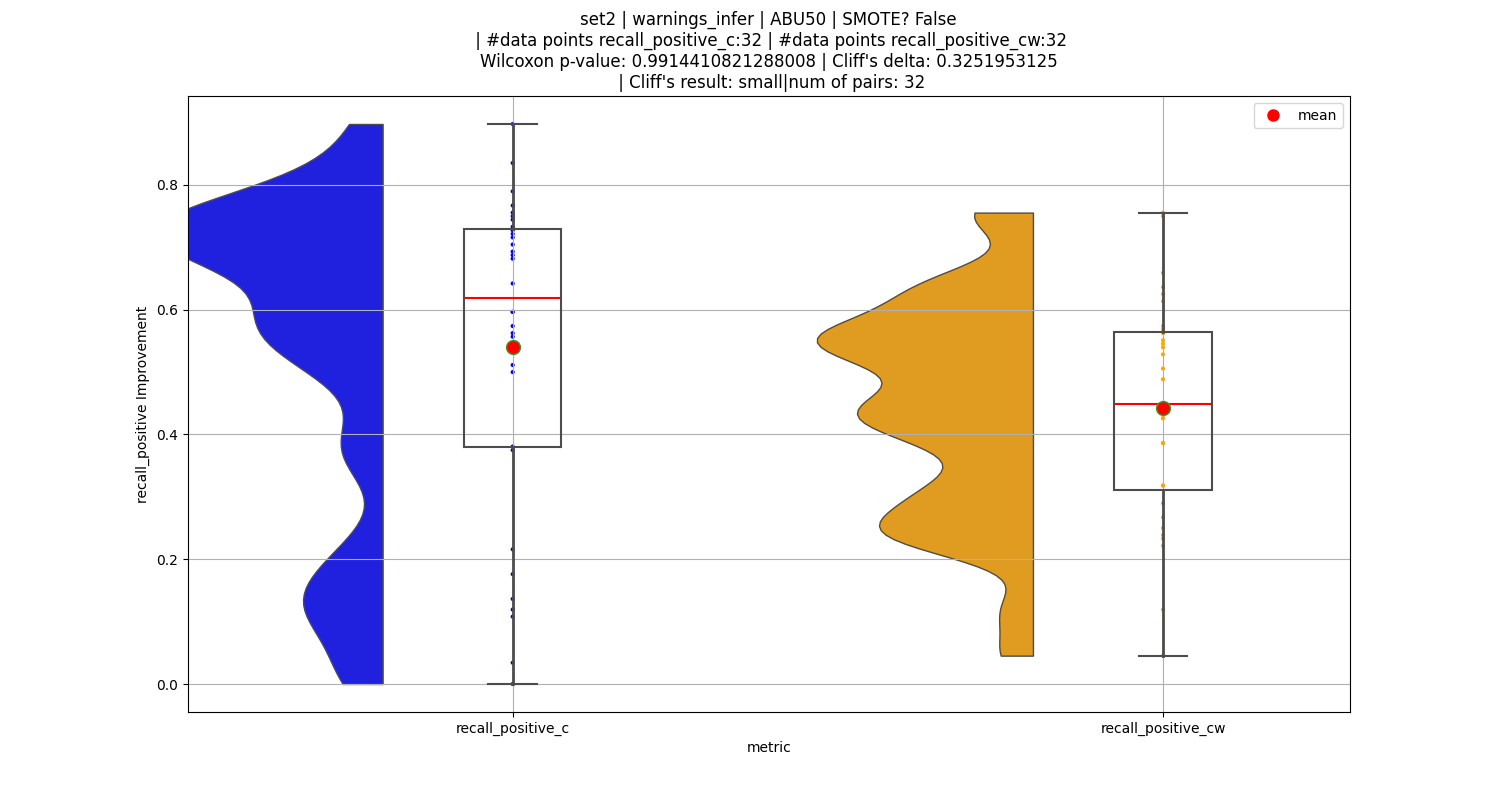 set2 | warnings_infer | ABU50 | SMOTE? False
| #data points recall_positive_c:32 | #data points recall_positive_cw:32
Wilcoxon p-value: 0.9914410821288008 | Cliff's delta: 0.3251953125
| Cliff's result: small|num of pairs: 32
mean
0.8
0.6
0.4
0.2
0.0
recall_positive Improvement
recall_positive_c
recall_positive_cw
metric